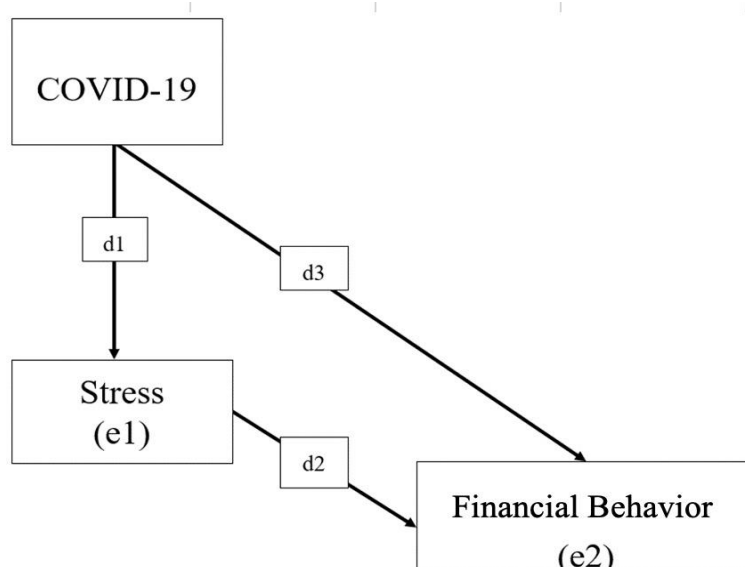 COVID-19
d1
d3
Stress
(e1)
d2
Financial Behavior
(e2)